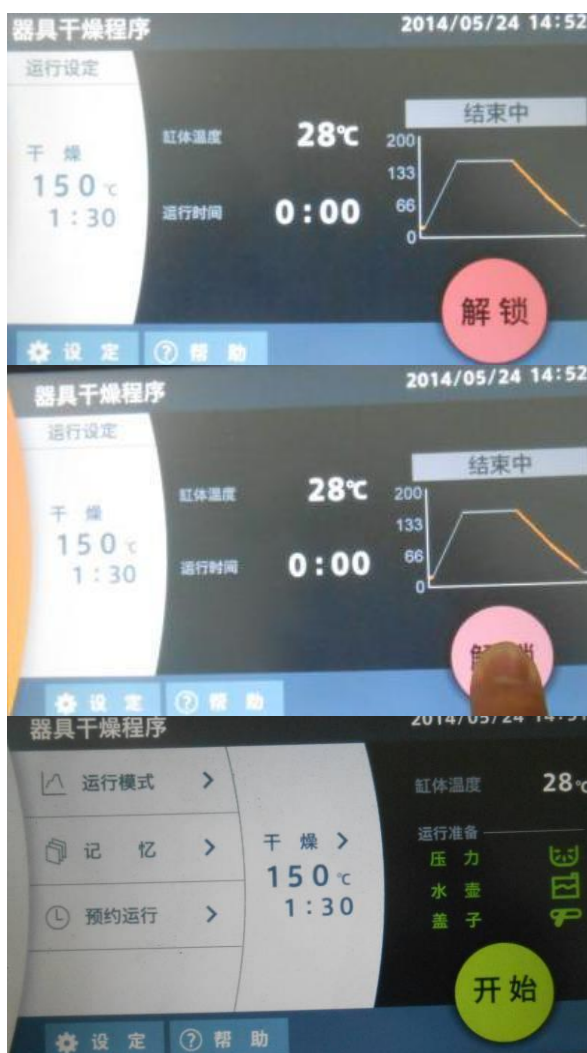 器具干燥程序
2014/05/24 14:52
运行设定
干 燥
150℃
1:30
缸体温度 28℃
运行时间 0:00
结束中
200
133
66
0
解锁
设 定 ? 帮 助
器具干燥程序
2014/05/24 14:52
运行设定
干 燥
150℃
1:30
缸体温度 28℃
运行时间 0:00
结束中
200
133
66
0
设 定 ? 帮 助
器具干燥程序
运行模式
记 忆
预约运行
干 燥
150℃
1:30
缸体温度 28℃
运行准备
压 力
水 壶
盖 子
开始
设 定 ? 帮 助